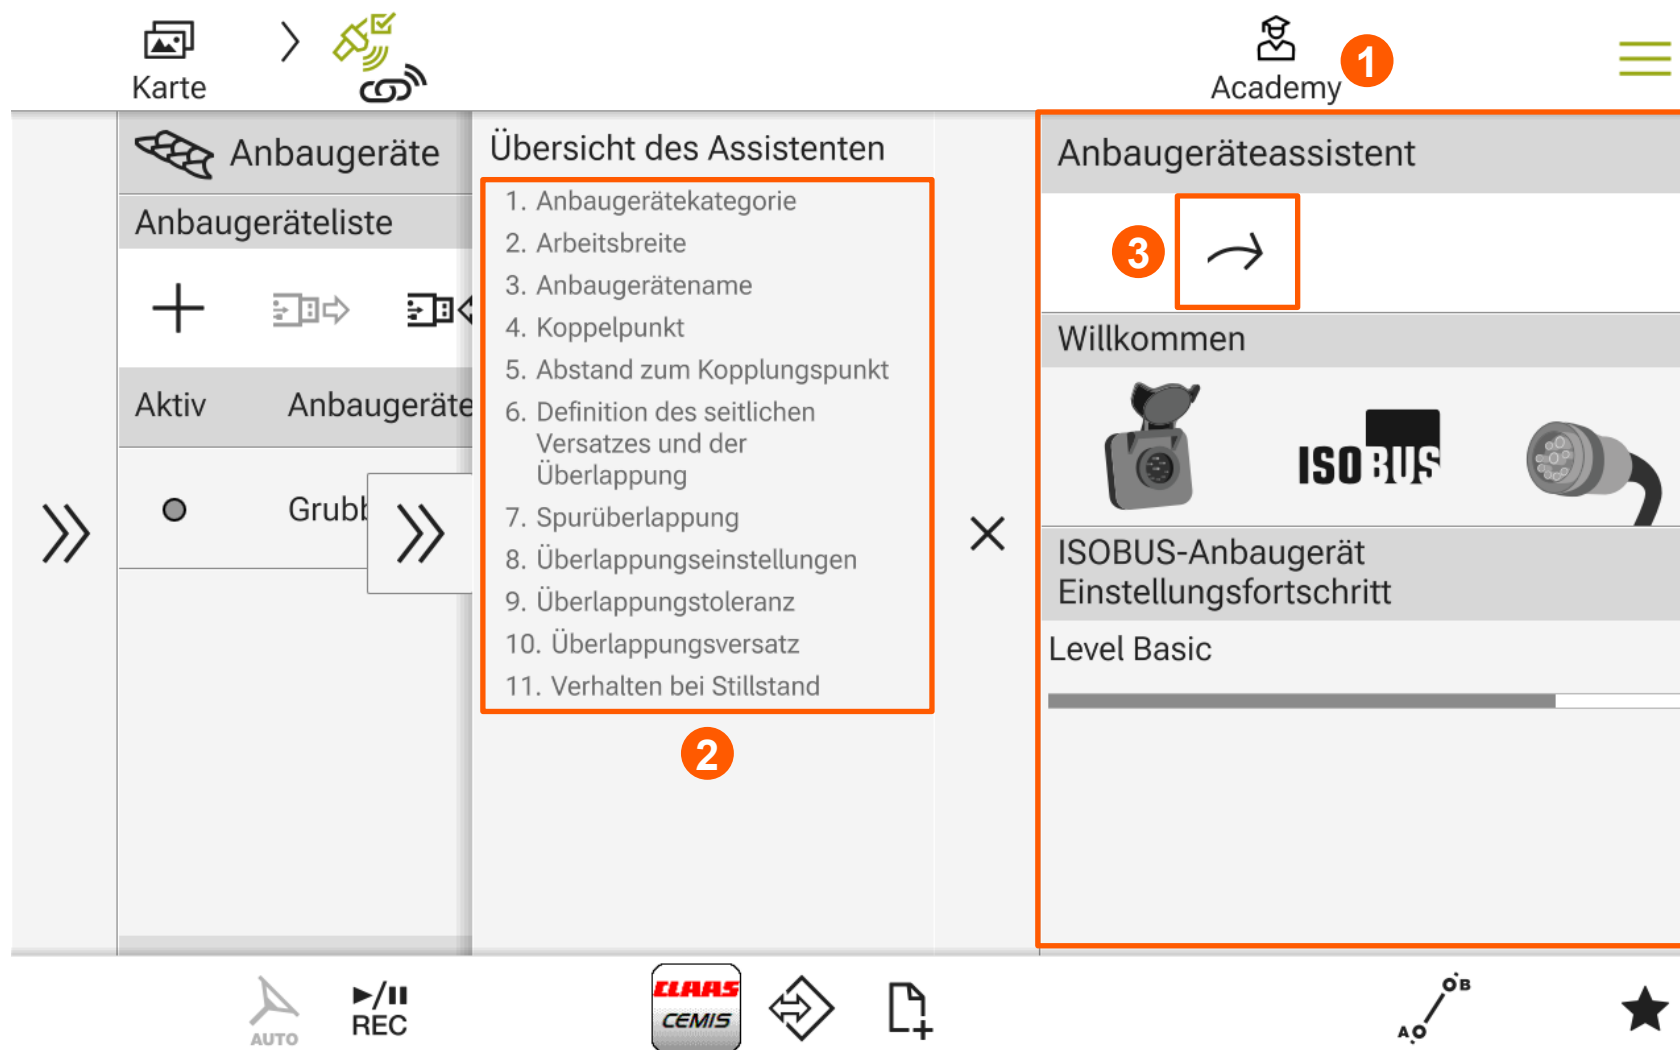 Karte
Academy
1
Anbaugeräte
Anbaugeräteliste
Aktiv
Anbaugeräte
Übersicht des Assistenten
1. Anbaugerätekategorie
2. Arbeitsbreite
3. Anbaugerätename
4. Koppelpunkt
5. Abstand zum Kopplungspunkt
6. Definition des seitlichen
Versatzes und der
Überlappung
7. Spurüberlappung
8. Überlappungseinstellungen
9. Überlappungstoleranz
10. Überlappungsversatz
11. Verhalten bei Stillstand
2
Anbaugeräteassistent
3
Willkommen
ISOBUS
ISOBUS-Anbaugerät
Einstellungsfortschritt
Level Basic
AUTO
REC
CLAAS
CEMIS
A
B